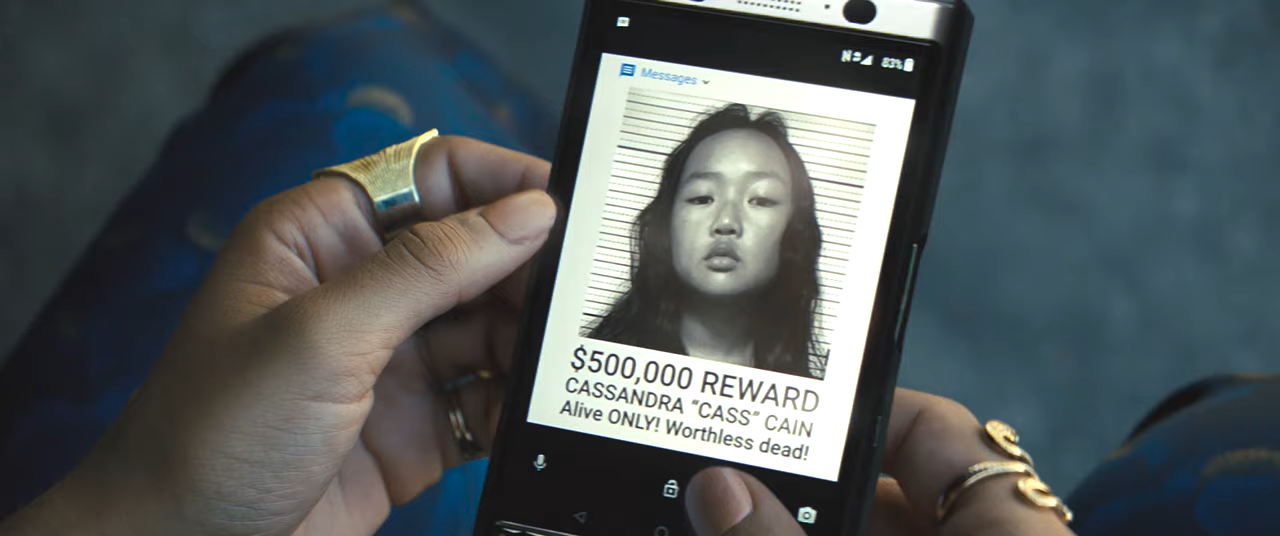 83%
Messages
$500,000 REWARD
CASSANDRA “CASS” CAIN
Alive ONLY! Worthless dead!